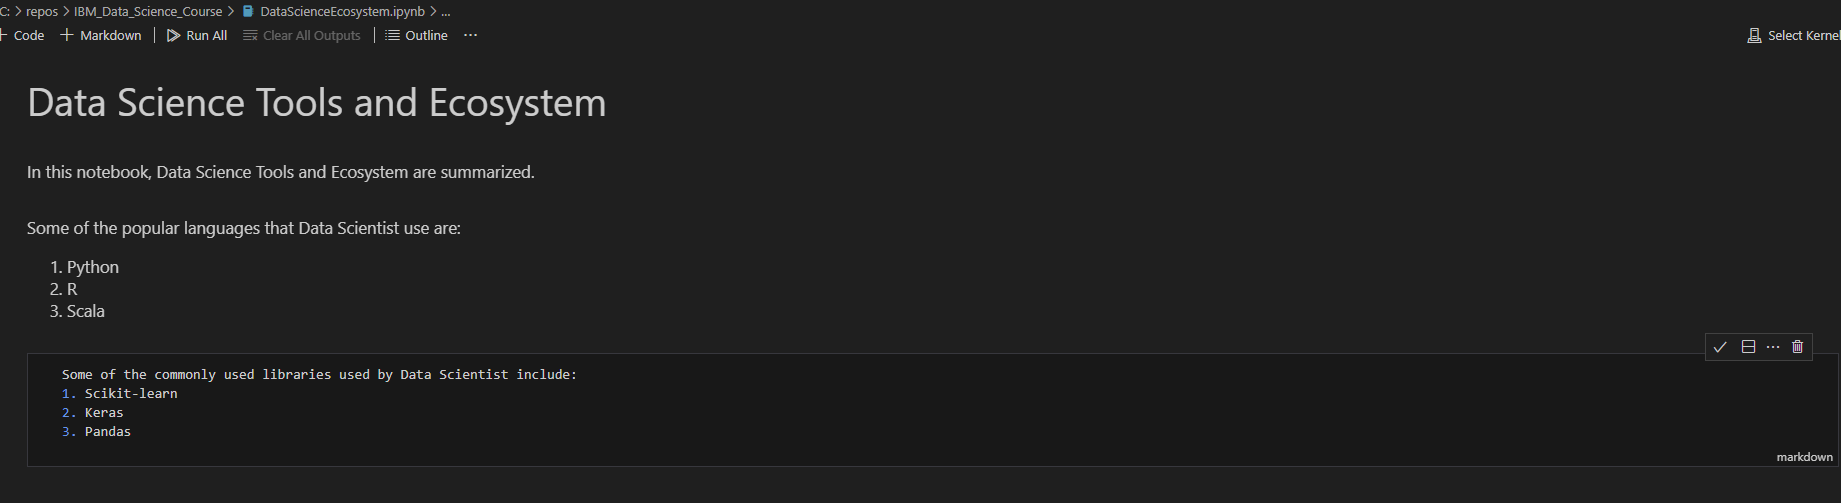 C: > repos > IBM_Data_Science_Course > DataScienceEcosystem.ipynb > ...
+ Code + Markdown | Run All Clear All Outputs | Outline ... Select Kernel
Data Science Tools and Ecosystem
In this notebook, Data Science Tools and Ecosystem are summarized.
Some of the popular languages that Data Scientist use are:
1. Python
2. R
3. Scala
Some of the commonly used libraries used by Data Scientist include:
1. Scikit-learn
2. Keras
3. Pandas
markdown